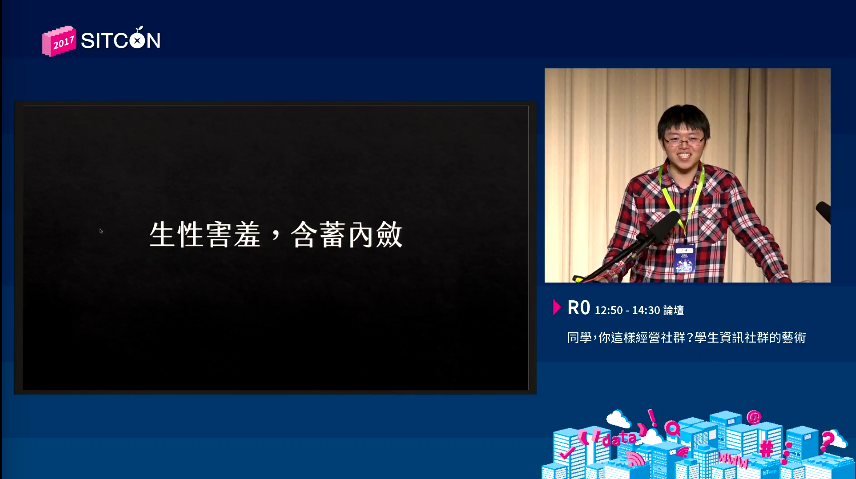 2017 SITCON
生性害羞，含蓄內斂
R0 12:50 - 14:30 論壇
同學，你這樣經營社群？學生資訊社群的藝術
data
@
#
www
?
!